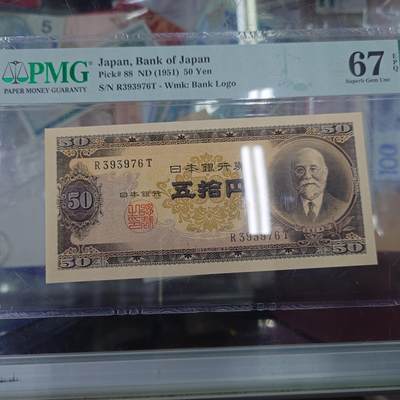 PMG
PAPER MONEY GUARANTY
Japan, Bank of Japan
Pick# 88 ND (1951) 50 Yen
S/N R393976T - Wmk: Bank Logo
67 EPQ
Superb Gem Unc
50
50
R393976T
日本銀行券
日本銀行
50
五拾円
R393976T
50
50